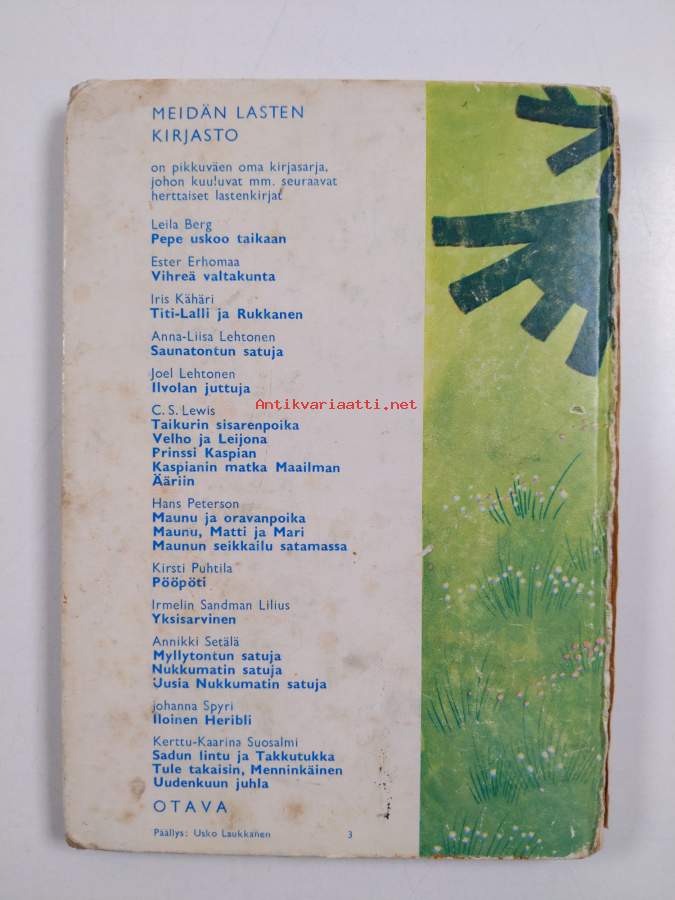 MEIDÄN LASTEN
KIRJASTO
on pikkuväen oma kirjasarja,
johon kuuluvat mm. seuraavat
herttaiset lastenkirjat
Leila Berg
Pepe uskoo taikaan
Ester Erhomaa
Vihreä valtakunta
Iris Kähäri
Titi-Lalli ja Rukkanen
Anna-Liisa Lehtonen
Saunatontun satuja
Joel Lehtonen
Ilvolan juttuja
Antikvariaatti.net
C. S. Lewis
Taikurin sisarenpoika
Velho ja Leijona
Prinssi Kaspian
Kaspianin matka Maailman
Ääriin
Hans Peterson
Maunu ja oravanpoika
Maunu, Matti ja Mari
Maunun seikkailu satamassa
Kirsti Puhtila
Pööpöti
Irmelin Sandman Lilius
Yksisarvinen
Annikki Setälä
Myllytontun satuja
Nukkumatin satuja
Uusia Nukkumatin satuja
Johanna Spyri
Iloinen Heribli
Kerttu-Kaarina Suosalmi
Sadun lintu ja Takkutukka
Tule takaisin, Menninkäinen
Uudenkuun juhla
OTAVA
Päällys: Usko Laukkanen 3